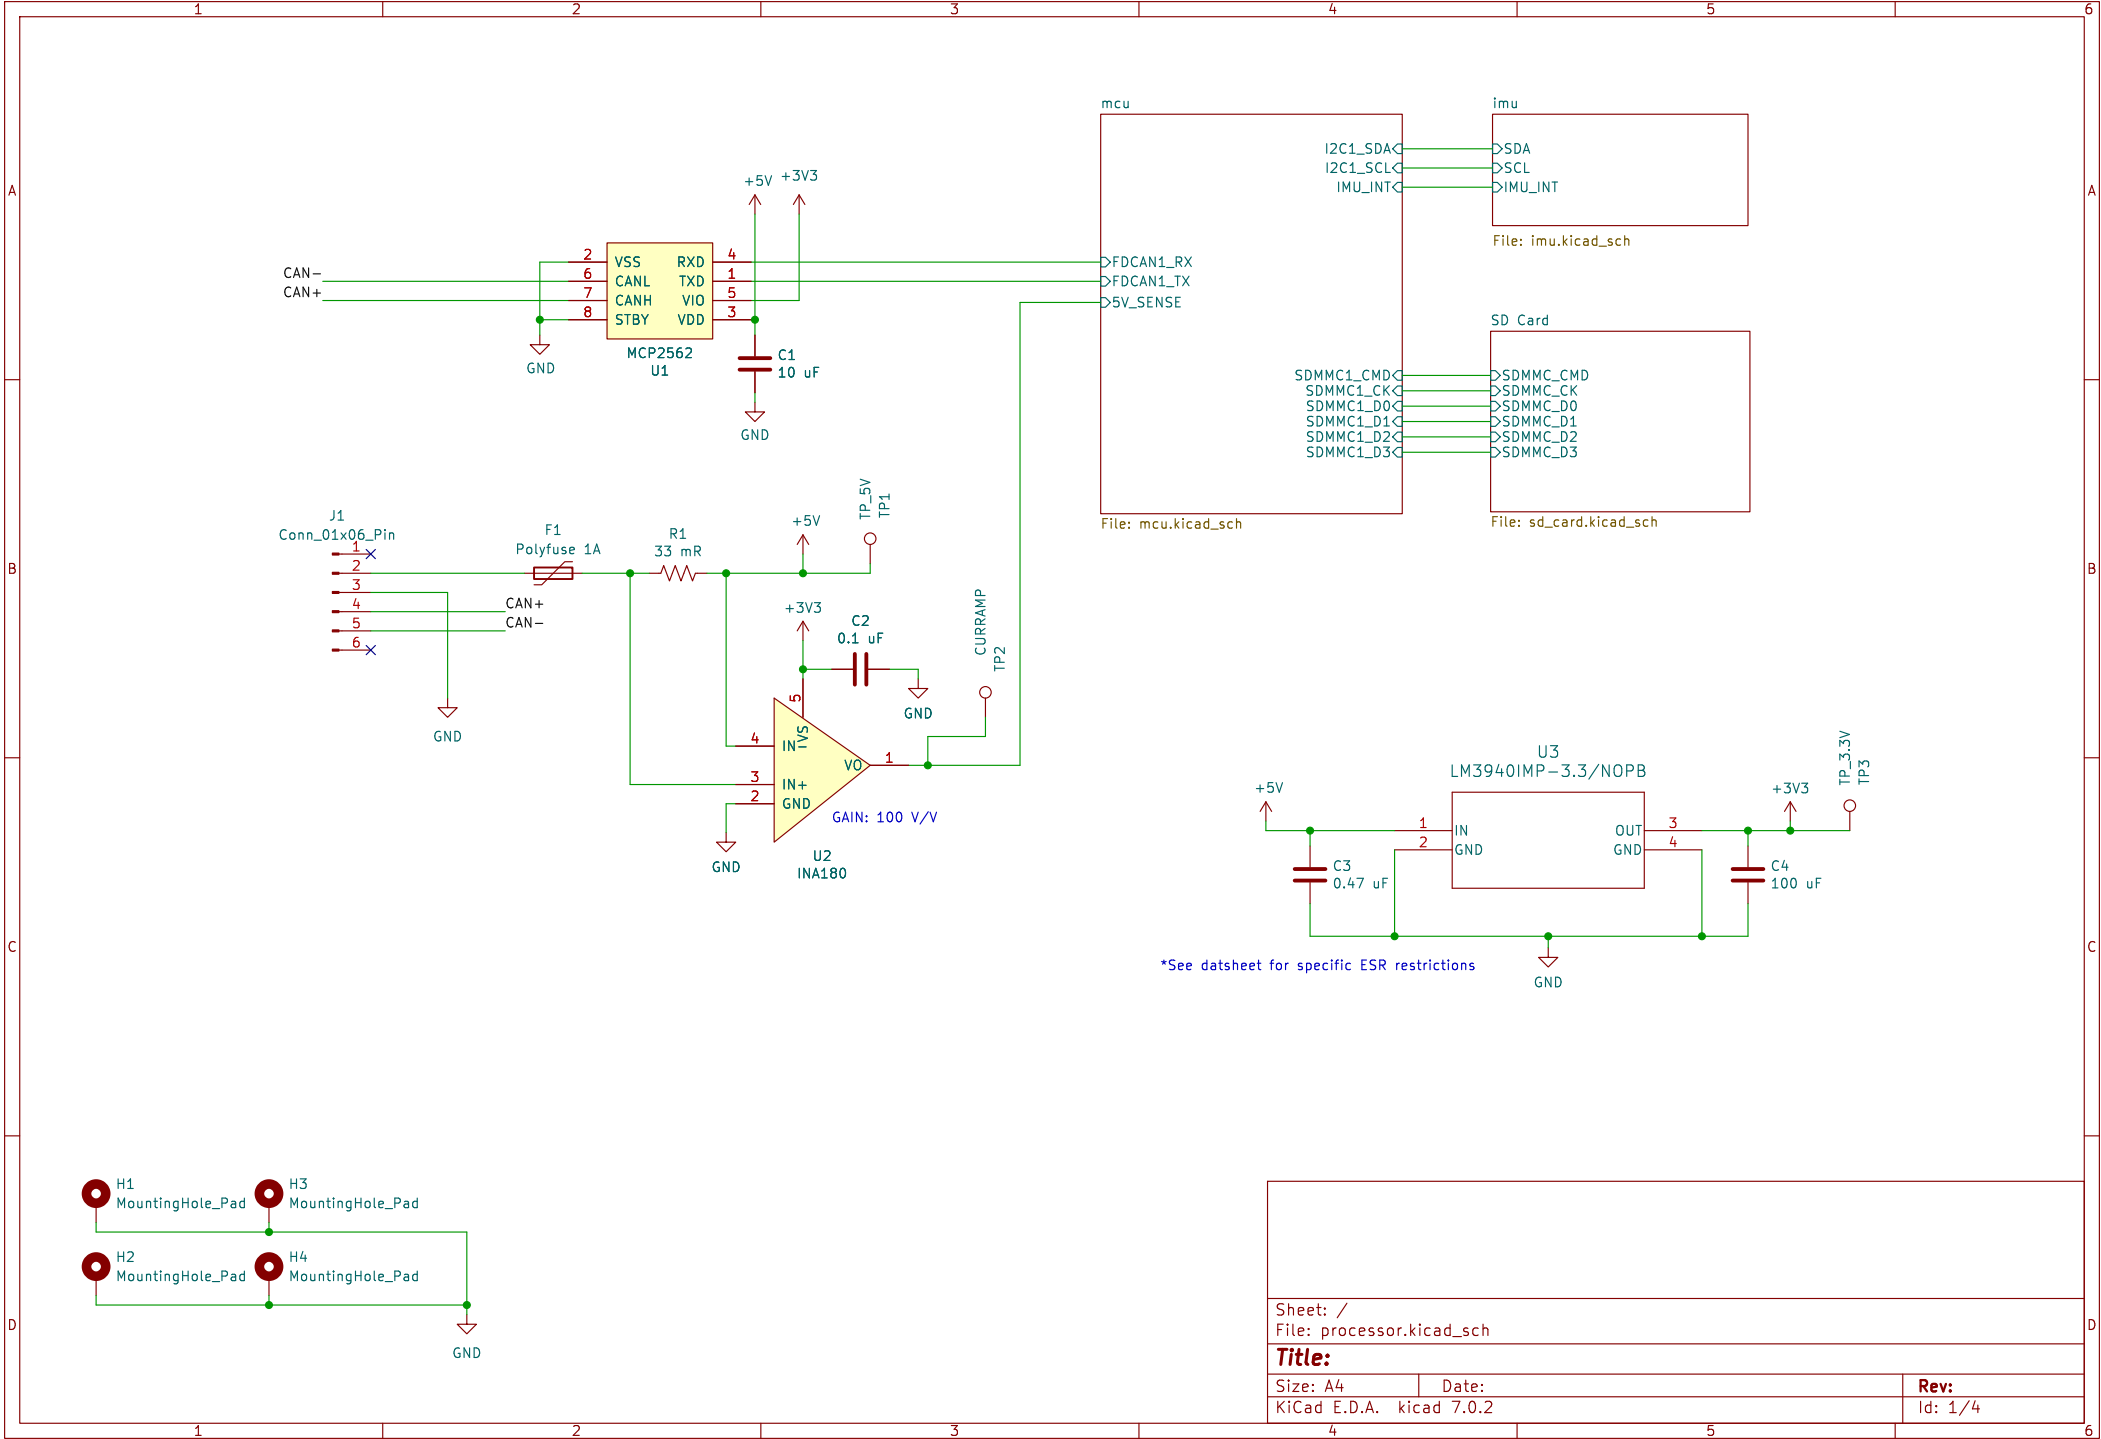 1 2 3 4 5 6
A
B
C
D
A
B
C
D
mcu
I2C1_SDA
I2C1_SCL
IMU_INT
FDCAN1_RX
FDCAN1_TX
5V_SENSE
SDMMC1_CMD
SDMMC1_CK
SDMMC1_D0
SDMMC1_D1
SDMMC1_D2
SDMMC1_D3
File: mcu.kicad_sch
imu
SDA
SCL
IMU_INT
File: imu.kicad_sch
SD Card
SDMMC_CMD
SDMMC_CK
SDMMC_D0
SDMMC_D1
SDMMC_D2
SDMMC_D3
File: sd_card.kicad_sch
+5V
+3V3
CAN-
CAN+
2 VSS RXD 4
6 CANL TXD 1
7 CANH VIO 5
8 STBY VDD 3
MCP2562
U1
GND
C1
10 uF
GND
J1
Conn_01x06_Pin
1
2
3
4
5
6
CAN+
CAN-
GND
F1
Polyfuse 1A
R1
33 mR
+5V
TP_5V
TP1
+3V3
C2
0.1 uF
GND
CURRAMP
TP2
5
VS
4 IN-
3 IN+
2 GND
VO 1
GAIN: 100 V/V
GND
U2
INA180
U3
LM3940IMP-3.3/NOPB
+5V
1 IN OUT 3
2 GND GND 4
C3
0.47 uF
+3V3
TP_3.3V
TP3
C4
100 uF
*See datsheet for specific ESR restrictions
GND
H1
MountingHole_Pad
H3
MountingHole_Pad
H2
MountingHole_Pad
H4
MountingHole_Pad
GND
Sheet: /
File: processor.kicad_sch
Title:
Size: A4 Date: Rev:
KiCad E.D.A. kicad 7.0.2 Id: 1/4
1 2 3 4 5 6